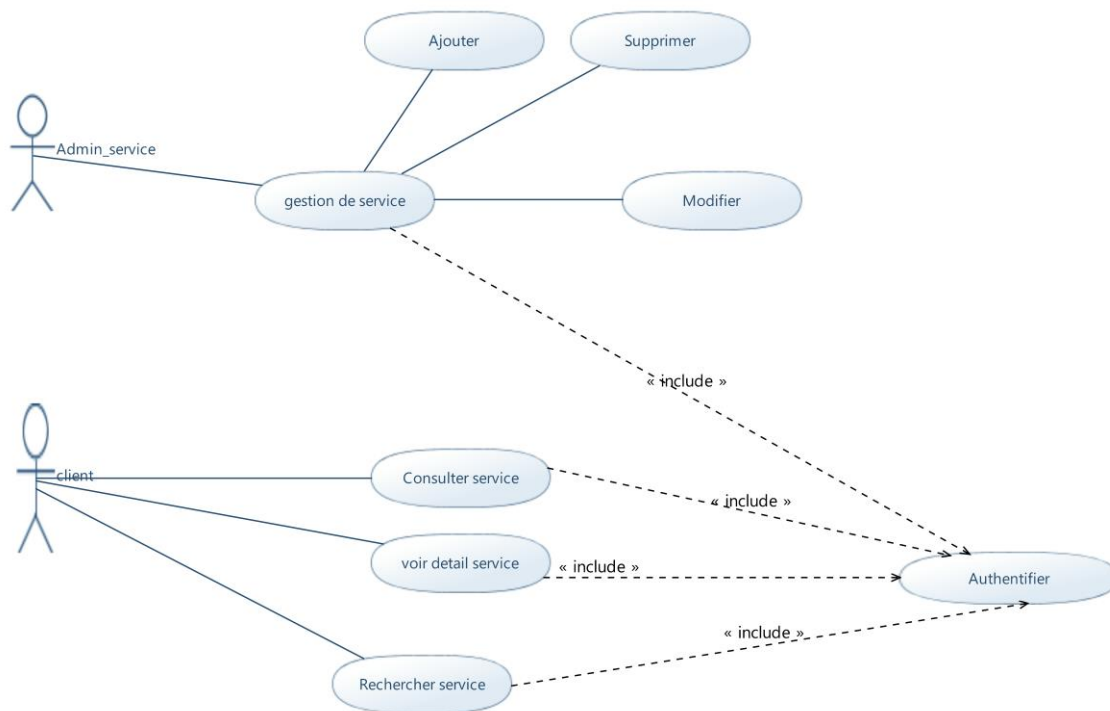 Ajouter
Supprimer
Admin_service
gestion de service
Modifier
« include »
client
Consulter service
« include »
voir detail service
« include »
Authentifier
« include »
Rechercher service